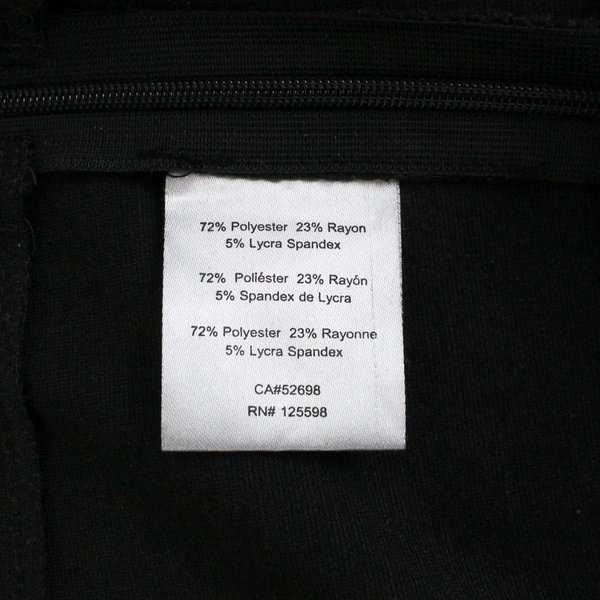 72% Polyester 23% Rayon
5% Lycra Spandex
72% Poliéster 23% Rayón
5% Spandex de Lycra
72% Polyester 23% Rayonne
5% Lycra Spandex
CA#52698
RN# 125598